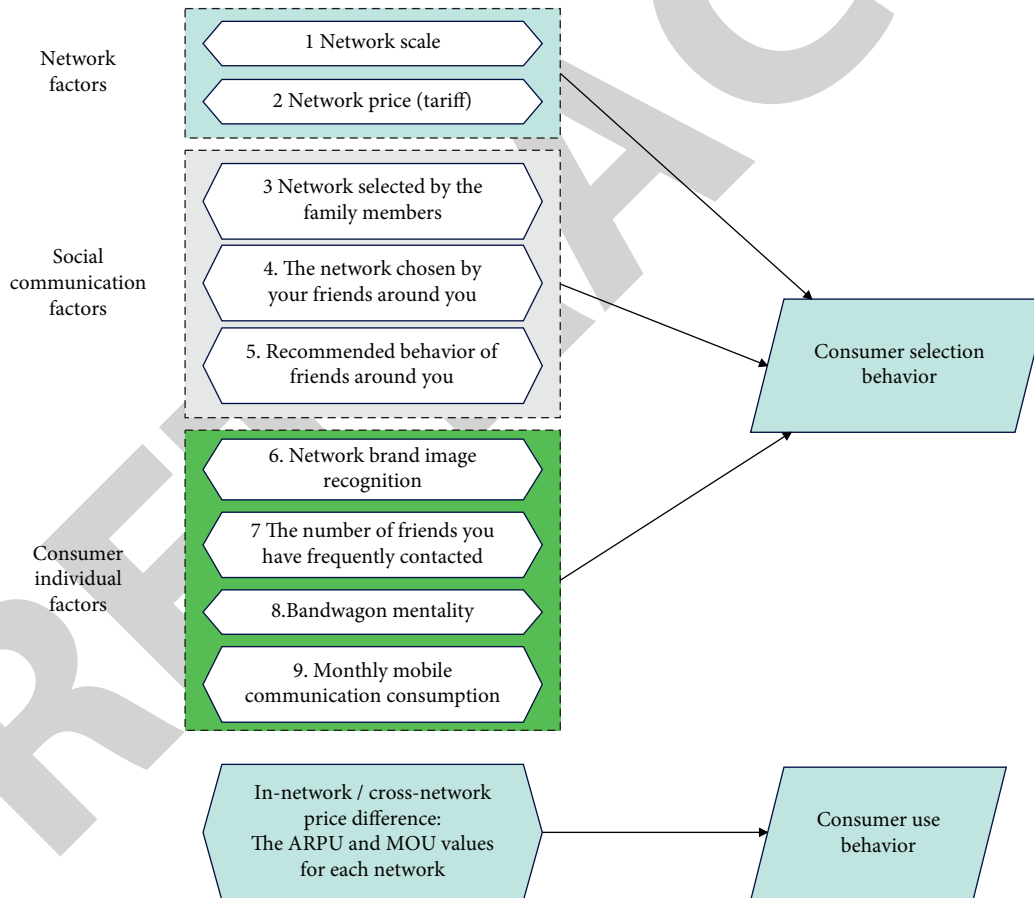 Network
factors
1 Network scale
2 Network price (tariff)
Social
communication
factors
3 Network selected by the
family members
4. The network chosen by
your friends around you
5. Recommended behavior of
friends around you
Consumer
individual
factors
6. Network brand image
recognition
7 The number of friends you
have frequently contacted
8.Bandwagon mentality
9. Monthly mobile
communication consumption
Consumer selection
behavior
In-network / cross-network
price difference:
The ARPU and MOU values
for each network
Consumer use
behavior